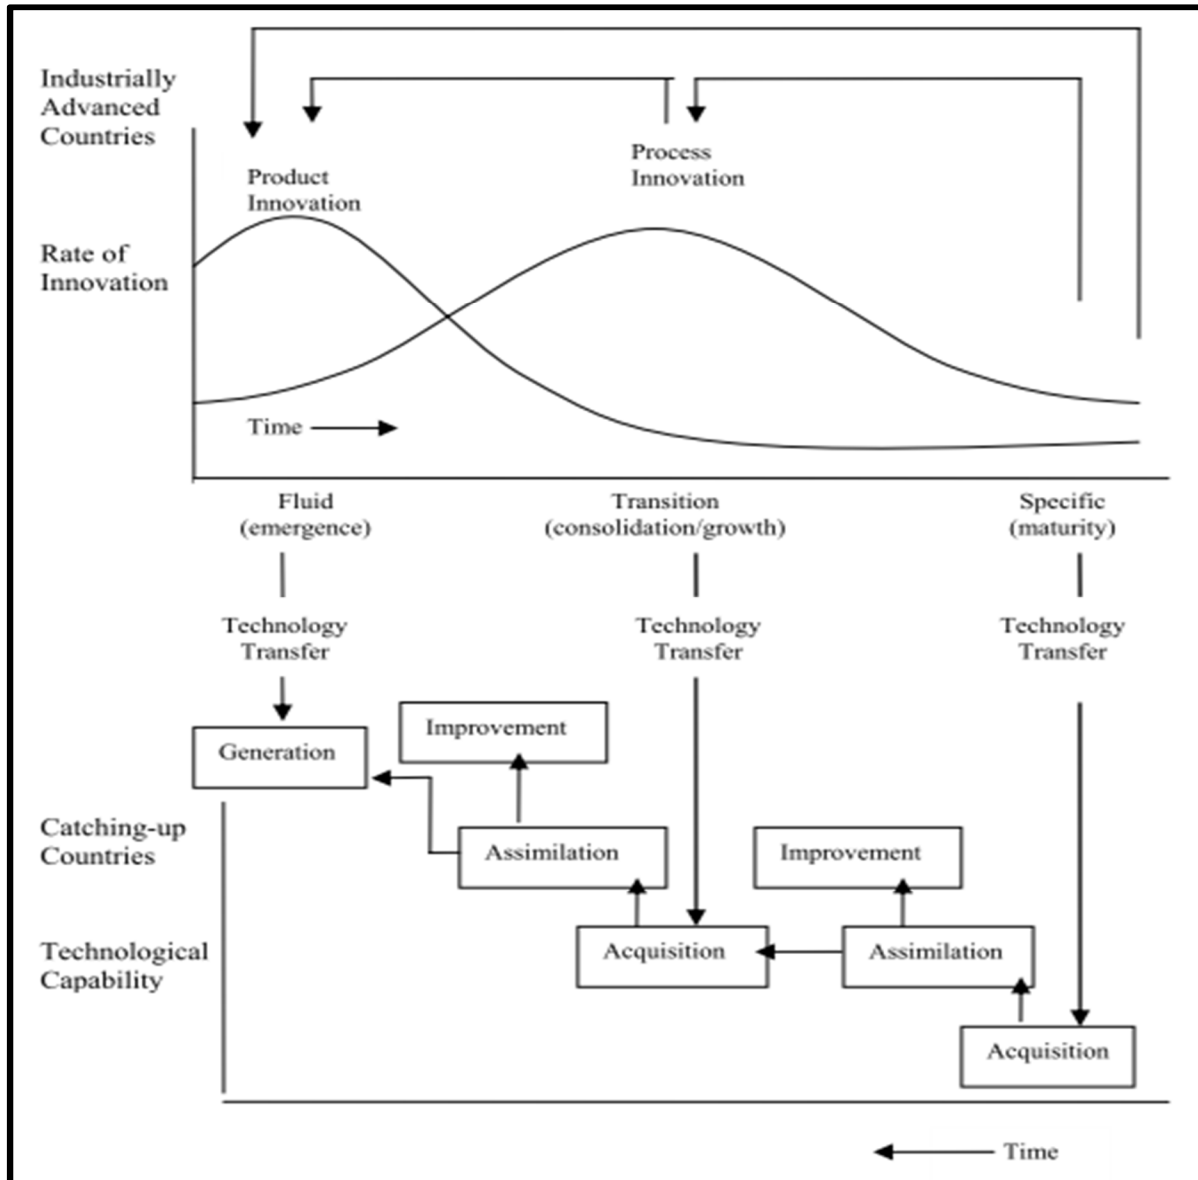 Industrially
Advanced
Countries
Process
Innovation
Product
Innovation
Rate of
Innovation
Time
Fluid
(emergence)
Transition
(consolidation/growth)
Specific
(maturity)
Technology
Transfer
Technology
Transfer
Technology
Transfer
Improvement
Generation
Catching-up
Countries
Assimilation
Improvement
Technological
Capability
Acquisition
Assimilation
Acquisition
Time